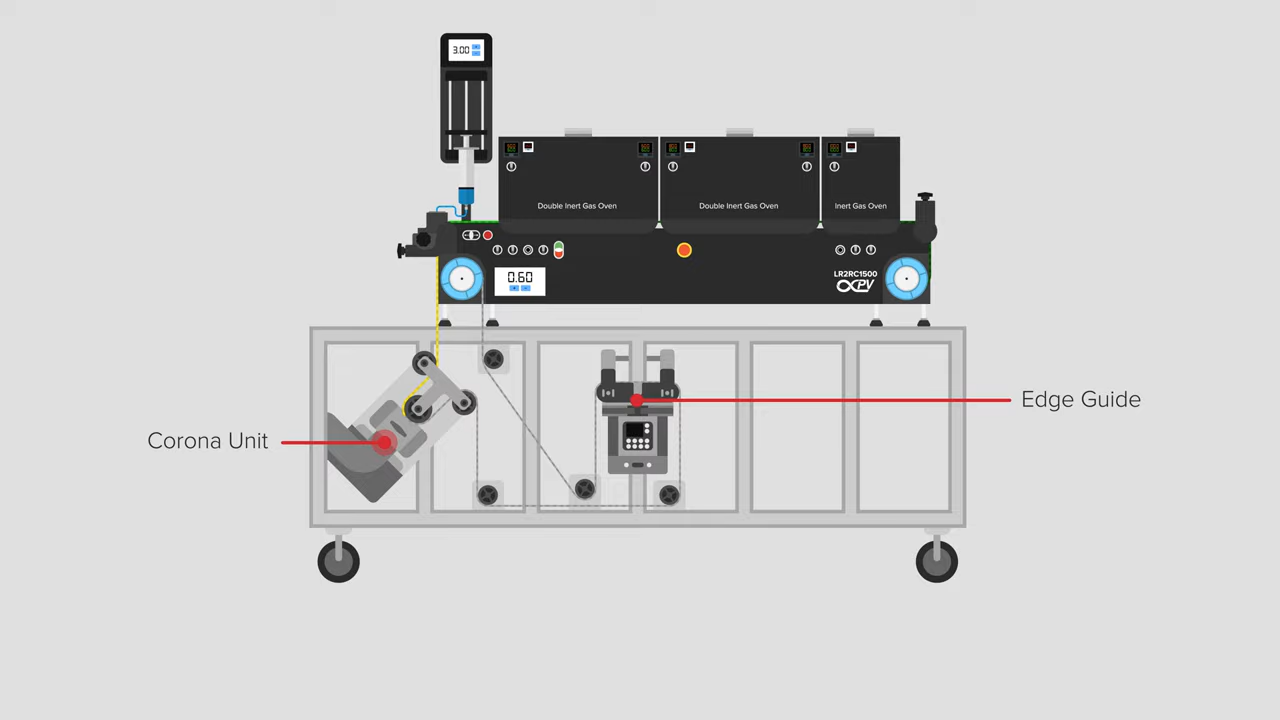 3.00
Double Inert Gas Oven
Double Inert Gas Oven
Inert Gas Oven
0.60
LR2RC1500
PV
Edge Guide
Corona Unit